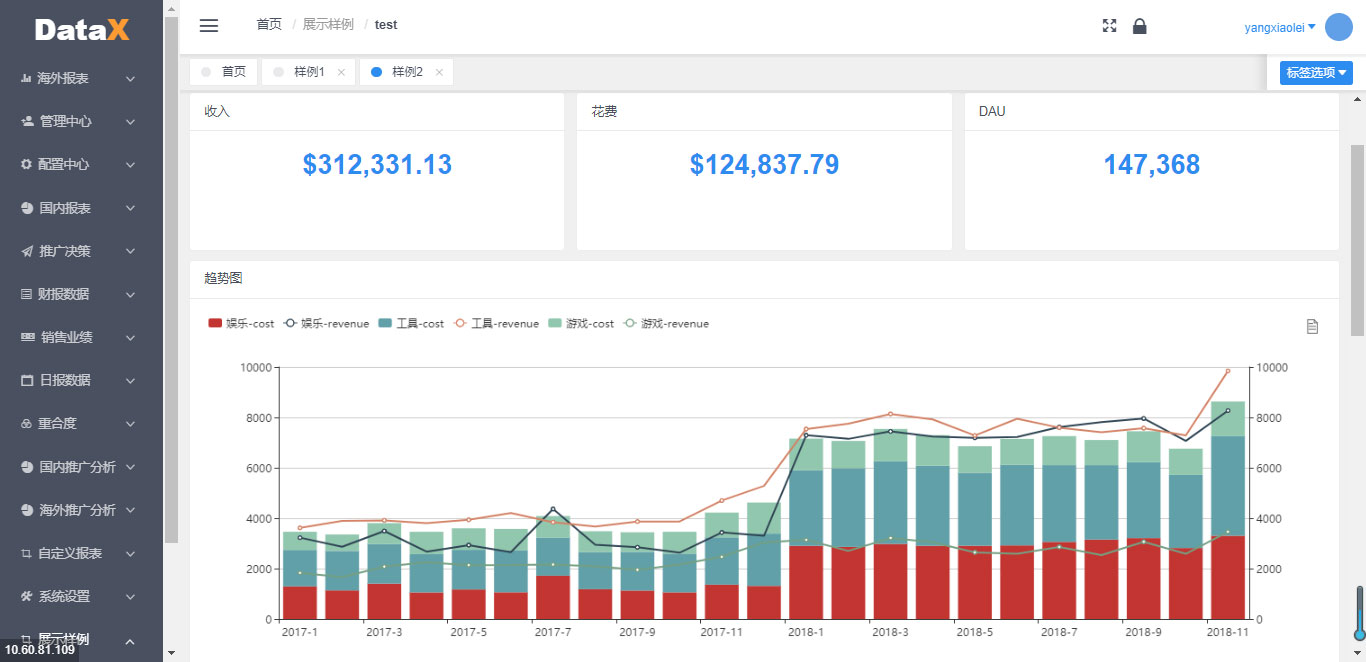 DataX
海外报表
管理中心
配置中心
国内报表
推广决策
财报数据
销售业绩
日报数据
重合度
国内推广分析
海外推广分析
自定义报表
系统设置
展示样例
10.60.81.109
首页 / 展示样例 / test
yangxiaolei
首页 样例1 × 样例2 ×
标签选项
收入
$312,331.13
花费
$124,837.79
DAU
147,368
趋势图
娱乐-cost 娱乐-revenue 工具-cost 工具-revenue 游戏-cost 游戏-revenue
10000 10000
8000 8000
6000 6000
4000 4000
2000 2000
0 0
2017-1 2017-3 2017-5 2017-7 2017-9 2017-11 2018-1 2018-3 2018-5 2018-7 2018-9 2018-11